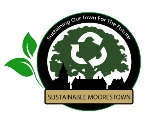 Sustaining Our Town For The Future
SUSTAINABLE MOORESTOWN